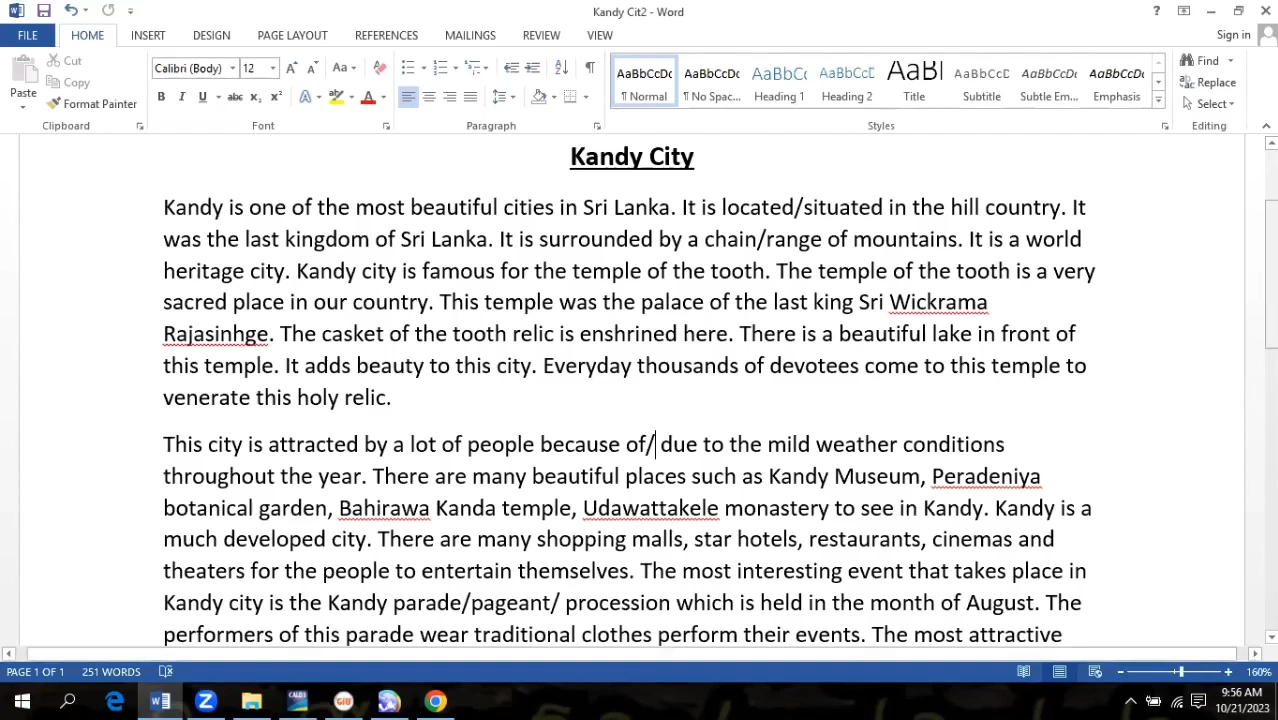 Kandy Cit2 - Word
FILE HOME INSERT DESIGN PAGE LAYOUT REFERENCES MAILINGS REVIEW VIEW Sign in
Cut
Copy
Format Painter
Paste
Clipboard
Calibri (Body) 12
Font
Paragraph
AaBbCcDc AaBbCcDc AaBbCc AaBbCc AaBl AaBbCcD AaBbCcDc AaBbCcDc
¶ Normal ¶ No Spac... Heading 1 Heading 2 Title Subtitle Subtle Em... Emphasis
Styles
Find
Replace
Select
Editing
Kandy City
Kandy is one of the most beautiful cities in Sri Lanka. It is located/situated in the hill country. It
was the last kingdom of Sri Lanka. It is surrounded by a chain/range of mountains. It is a world
heritage city. Kandy city is famous for the temple of the tooth. The temple of the tooth is a very
sacred place in our country. This temple was the palace of the last king Sri Wickrama
Rajasinhge. The casket of the tooth relic is enshrined here. There is a beautiful lake in front of
this temple. It adds beauty to this city. Everyday thousands of devotees come to this temple to
venerate this holy relic.
This city is attracted by a lot of people because of/ due to the mild weather conditions
throughout the year. There are many beautiful places such as Kandy Museum, Peradeniya
botanical garden, Bahirawa Kanda temple, Udawattakele monastery to see in Kandy. Kandy is a
much developed city. There are many shopping malls, star hotels, restaurants, cinemas and
theaters for the people to entertain themselves. The most interesting event that takes place in
Kandy city is the Kandy parade/pageant/ procession which is held in the month of August. The
performers of this parade wear traditional clothes perform their events. The most attractive
PAGE 1 OF 1 251 WORDS 160%
9:56 AM
10/21/2023